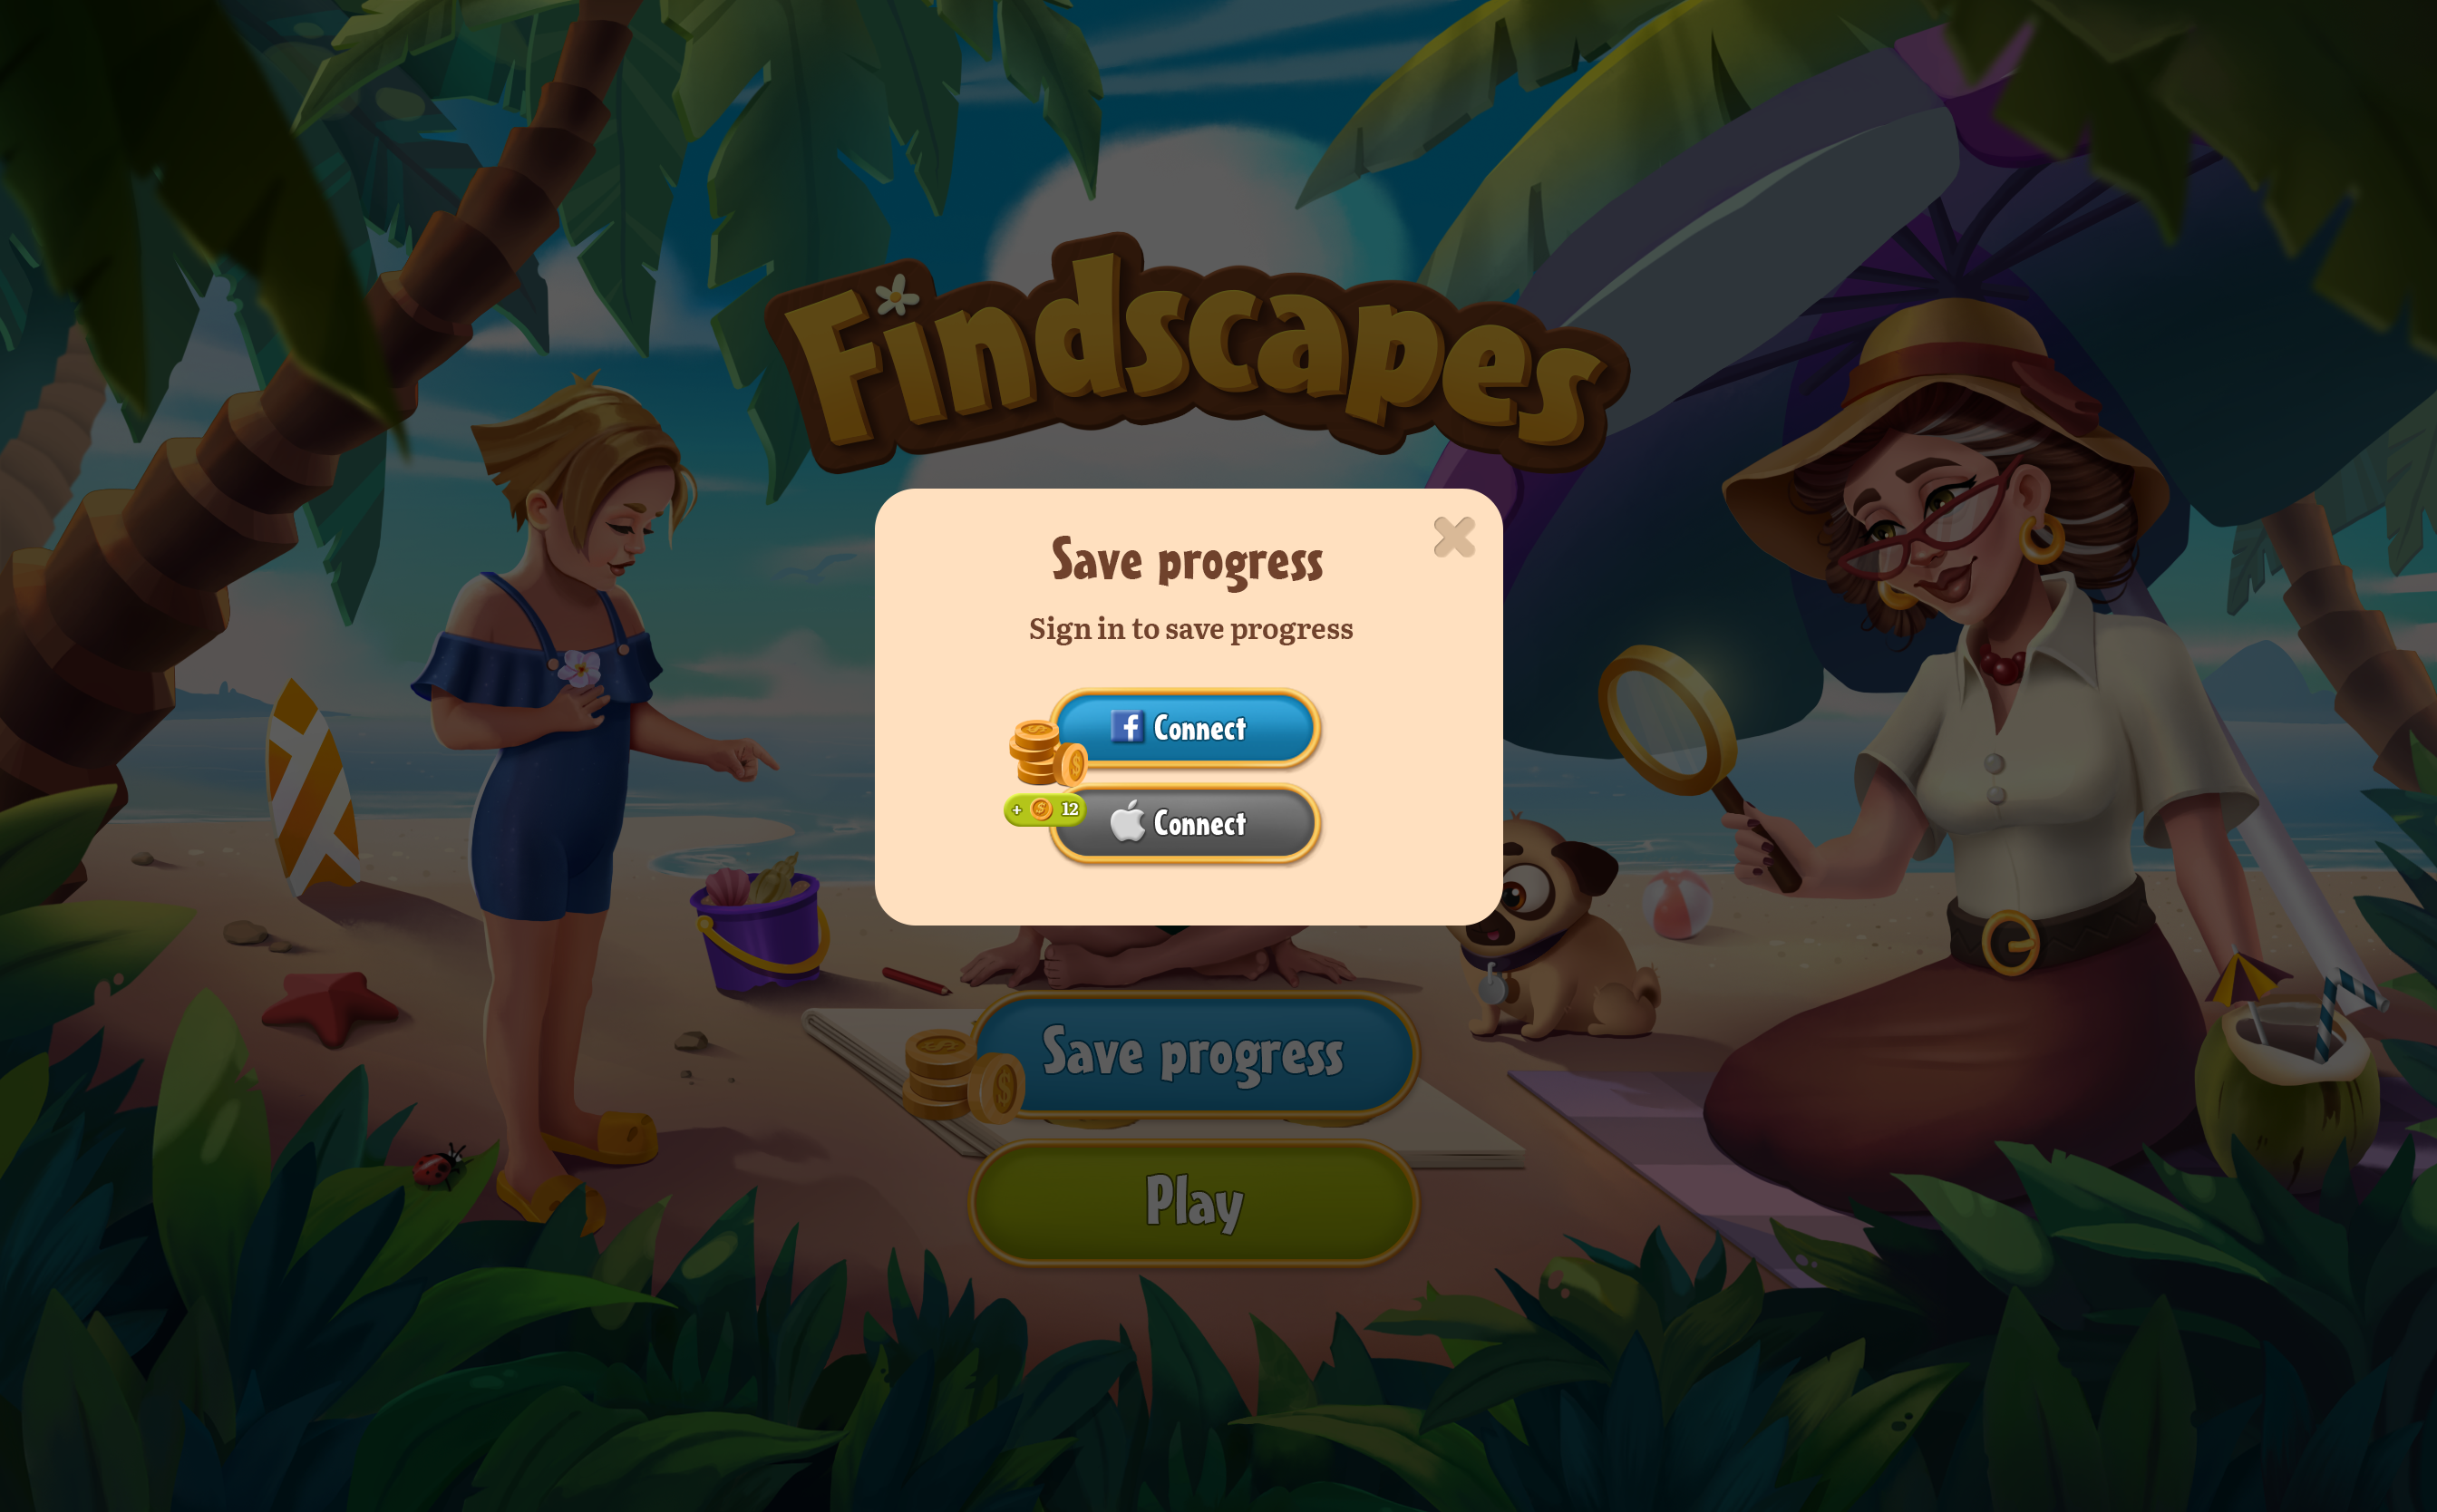 Findscapes
Save progress
Sign in to save progress
Connect
+ 12
Connect
Save progress
Play